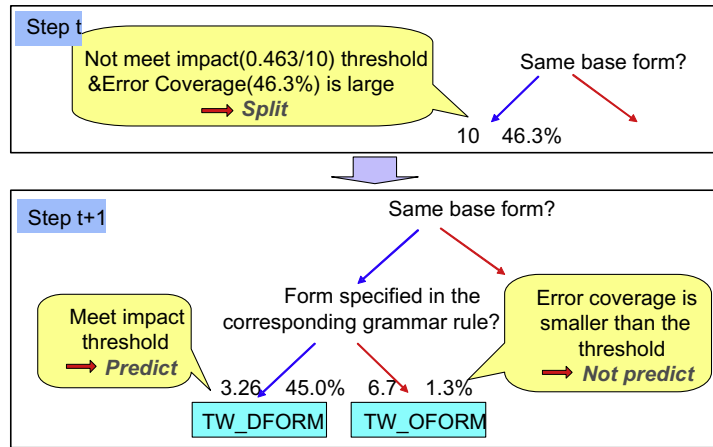 Step t
Not meet impact(0.463/10) threshold
&Error Coverage(46.3%) is large
Split
Same base form?
10 46.3%
Step t+1
Same base form?
Form specified in the
corresponding grammar rule?
Meet impact
threshold
Predict
Error coverage is
smaller than the
threshold
Not predict
3.26 45.0% 6.7 1.3%
TW_DFORM TW_OFORM